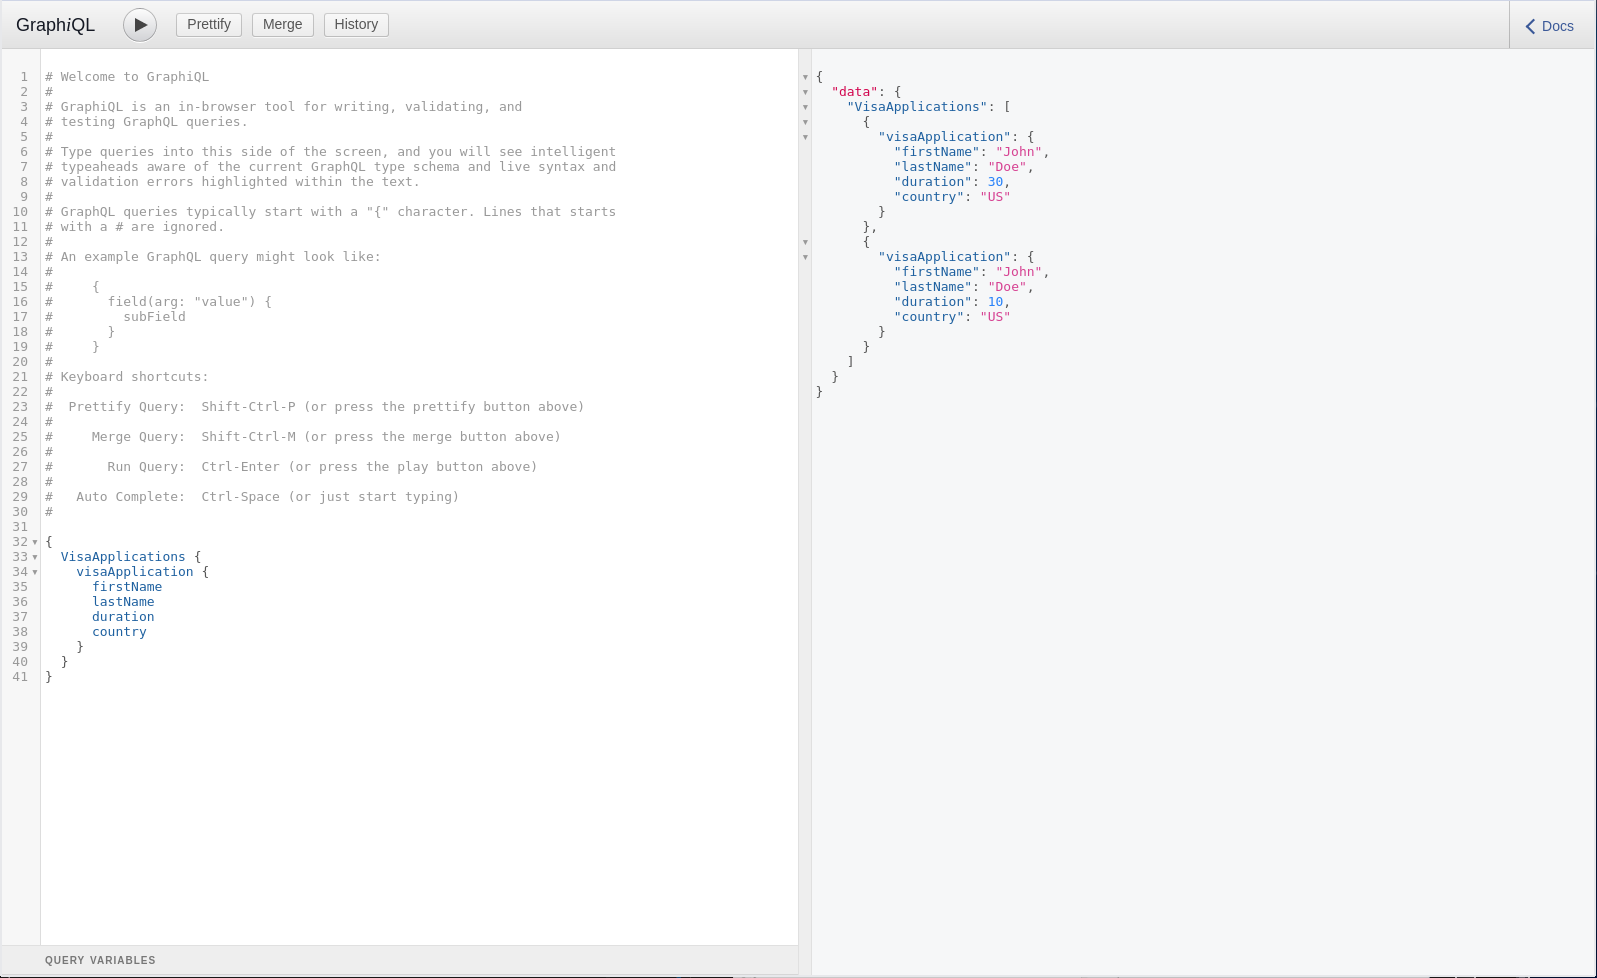 GraphiQL Prettify Merge History Docs
1 # Welcome to GraphiQL
2 #
3 # GraphiQL is an in-browser tool for writing, validating, and
4 # testing GraphQL queries.
5 #
6 # Type queries into this side of the screen, and you will see intelligent
7 # typeaheads aware of the current GraphQL type schema and live syntax and
8 # validation errors highlighted within the text.
9 #
10 # GraphQL queries typically start with a "{" character. Lines that starts
11 # with a # are ignored.
12 #
13 # An example GraphQL query might look like:
14 #
15 #     {
16 #       field(arg: "value") {
17 #         subField
18 #       }
19 #     }
20 #
21 # Keyboard shortcuts:
22 #
23 #  Prettify Query:  Shift-Ctrl-P (or press the prettify button above)
24 #
25 #     Merge Query:  Shift-Ctrl-M (or press the merge button above)
26 #
27 #       Run Query:  Ctrl-Enter (or press the play button above)
28 #
29 #   Auto Complete:  Ctrl-Space (or just start typing)
30 #
31
32 {
33   VisaApplications {
34     visaApplication {
35       firstName
36       lastName
37       duration
38       country
39     }
40   }
41 }
QUERY VARIABLES
{
  "data": {
    "VisaApplications": [
      {
        "visaApplication": {
          "firstName": "John",
          "lastName": "Doe",
          "duration": 30,
          "country": "US"
        }
      },
      {
        "visaApplication": {
          "firstName": "John",
          "lastName": "Doe",
          "duration": 10,
          "country": "US"
        }
      }
    ]
  }
}